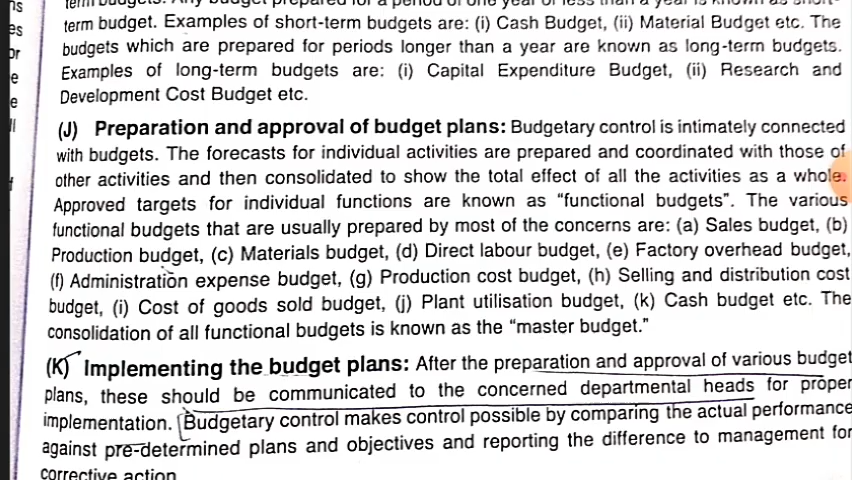 term budget. Examples of short-term budgets are: (i) Cash Budget, (ii) Material Budget etc. The
budgets which are prepared for periods longer than a year are known as long-term budgets.
Examples of long-term budgets are: (i) Capital Expenditure Budget, (ii) Research and
Development Cost Budget etc.
(J) Preparation and approval of budget plans: Budgetary control is intimately connected
with budgets. The forecasts for individual activities are prepared and coordinated with those of
other activities and then consolidated to show the total effect of all the activities as a whole.
Approved targets for individual functions are known as “functional budgets”. The various
functional budgets that are usually prepared by most of the concerns are: (a) Sales budget, (b)
Production budget, (c) Materials budget, (d) Direct labour budget, (e) Factory overhead budget,
(f) Administration expense budget, (g) Production cost budget, (h) Selling and distribution cost
budget, (i) Cost of goods sold budget, (j) Plant utilisation budget, (k) Cash budget etc. The
consolidation of all functional budgets is known as the “master budget.”
(K) Implementing the budget plans: After the preparation and approval of various budget
plans, these should be communicated to the concerned departmental heads for proper
implementation. Budgetary control makes control possible by comparing the actual performance
against pre-determined plans and objectives and reporting the difference to management for
corrective action